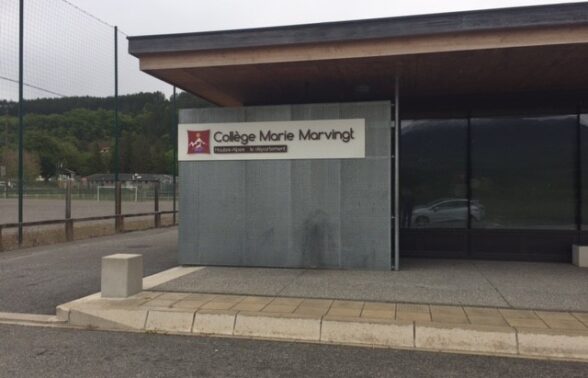 Collège Marie Marvingt
Hautes-Alpes le département